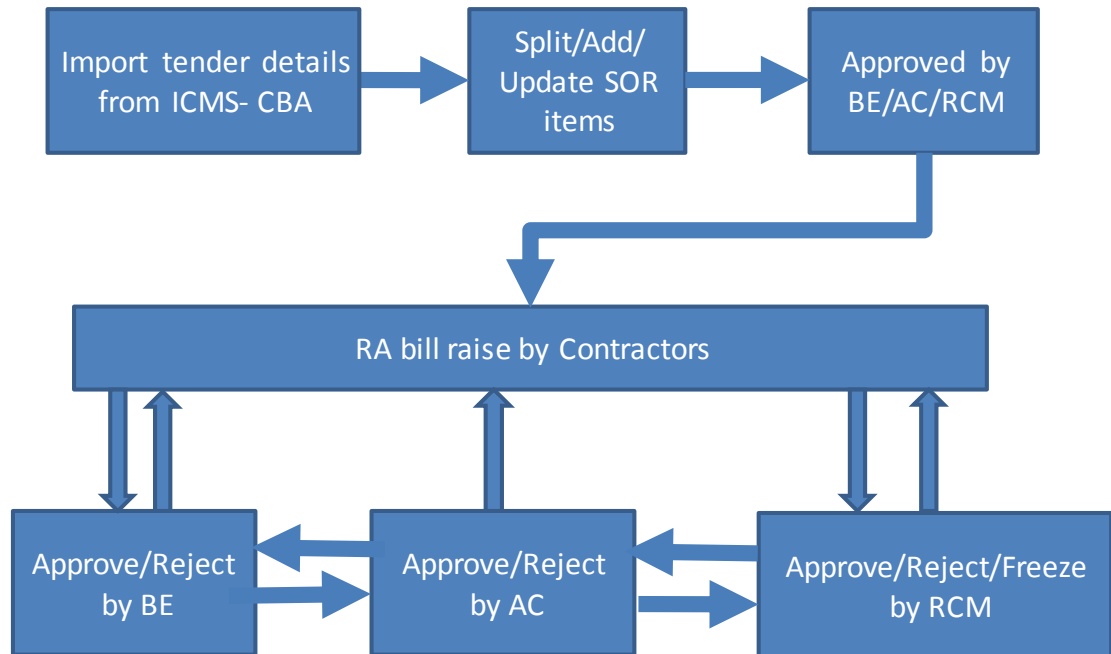 Import tender details
from ICMS- CBA
Split/Add/
Update SOR
items
Approved by
BE/AC/RCM
RA bill raise by Contractors
Approve/Reject
by BE
Approve/Reject
by AC
Approve/Reject/Freeze
by RCM